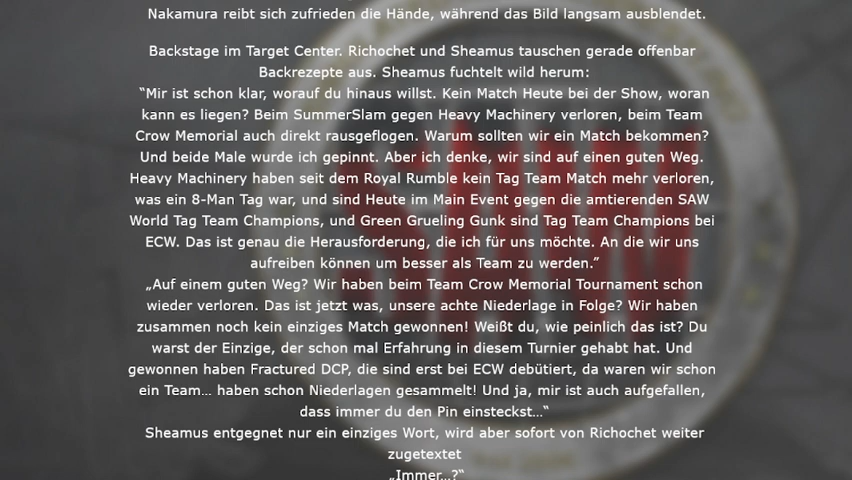 Nakamura reibt sich zufrieden die Hände, während das Bild langsam ausblendet.
Backstage im Target Center. Richochet und Sheamus tauschen gerade offenbar
Backrezepte aus. Sheamus fuchtelt wild herum:
“Mir ist schon klar, worauf du hinaus willst. Kein Match Heute bei der Show, woran
kann es liegen? Beim SummerSlam gegen Heavy Machinery verloren, beim Team
Crow Memorial auch direkt rausgeflogen. Warum sollten wir ein Match bekommen?
Und beide Male wurde ich gepinnt. Aber ich denke, wir sind auf einen guten Weg.
Heavy Machinery haben seit dem Royal Rumble kein Tag Team Match mehr verloren,
was ein 8-Man Tag war, und sind Heute im Main Event gegen die amtierenden SAW
World Tag Team Champions, und Green Grueling Gunk sind Tag Team Champions bei
ECW. Das ist genau die Herausforderung, die ich für uns möchte. An die wir uns
aufreiben können um besser als Team zu werden.”
„Auf einem guten Weg? Wir haben beim Team Crow Memorial Tournament schon
wieder verloren. Das ist jetzt was, unsere achte Niederlage in Folge? Wir haben
zusammen noch kein einziges Match gewonnen! Weißt du, wie peinlich das ist? Du
warst der Einzige, der schon mal Erfahrung in diesem Turnier gehabt hat. Und
gewonnen haben Fractured DCP, die sind erst bei ECW debütiert, da waren wir schon
ein Team... haben schon Niederlagen gesammelt! Und ja, mir ist auch aufgefallen,
dass immer du den Pin einsteckst...“
Sheamus entgegnet nur ein einziges Wort, wird aber sofort von Richochet weiter
zugetextet
„Immer...?“